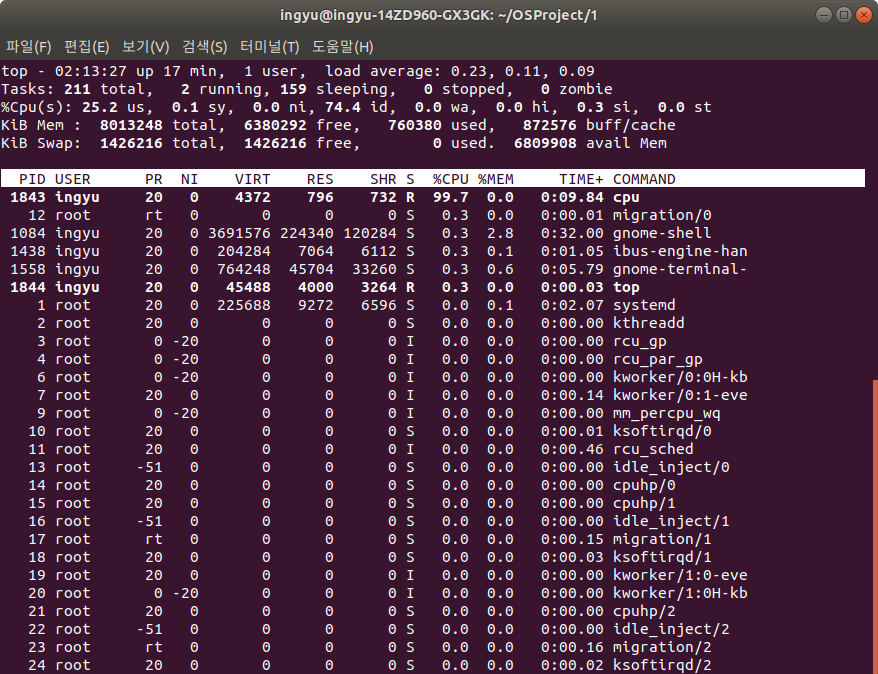 ingyu@ingyu-14ZD960-GX3GK: ~/OSProject/1
파일(F) 편집(E) 보기(V) 검색(S) 터미널(T) 도움말(H)
top - 02:13:27 up 17 min,  1 user,  load average: 0.23, 0.11, 0.09
Tasks: 211 total,   2 running, 159 sleeping,   0 stopped,   0 zombie
%Cpu(s): 25.2 us,  0.1 sy,  0.0 ni, 74.4 id,  0.0 wa,  0.0 hi,  0.3 si,  0.0 st
KiB Mem :  8013248 total,  6380292 free,   760380 used,   872576 buff/cache
KiB Swap:  1426216 total,  1426216 free,        0 used.  6809908 avail Mem
  PID USER      PR  NI    VIRT    RES    SHR S  %CPU %MEM     TIME+ COMMAND
 1843 ingyu     20   0    4372    796    732 R  99.7  0.0   0:09.84 cpu
   12 root      rt   0       0      0      0 S   0.3  0.0   0:00.01 migration/0
 1084 ingyu     20   0 3691576 224340 120284 S   0.3  2.8   0:32.00 gnome-shell
 1438 ingyu     20   0  204284   7064   6112 S   0.3  0.1   0:01.05 ibus-engine-han
 1558 ingyu     20   0  764248  45704  33260 S   0.3  0.6   0:05.79 gnome-terminal-
 1844 ingyu     20   0   45488   4000   3264 R   0.3  0.0   0:00.03 top
    1 root      20   0  225688   9272   6596 S   0.0  0.1   0:02.07 systemd
    2 root      20   0       0      0      0 S   0.0  0.0   0:00.00 kthreadd
    3 root       0 -20       0      0      0 I   0.0  0.0   0:00.00 rcu_gp
    4 root       0 -20       0      0      0 I   0.0  0.0   0:00.00 rcu_par_gp
    6 root       0 -20       0      0      0 I   0.0  0.0   0:00.00 kworker/0:0H-kb
    7 root      20   0       0      0      0 I   0.0  0.0   0:00.14 kworker/0:1-eve
    9 root       0 -20       0      0      0 I   0.0  0.0   0:00.00 mm_percpu_wq
   10 root      20   0       0      0      0 S   0.0  0.0   0:00.01 ksoftirqd/0
   11 root      20   0       0      0      0 I   0.0  0.0   0:00.46 rcu_sched
   13 root     -51   0       0      0      0 S   0.0  0.0   0:00.00 idle_inject/0
   14 root      20   0       0      0      0 S   0.0  0.0   0:00.00 cpuhp/0
   15 root      20   0       0      0      0 S   0.0  0.0   0:00.00 cpuhp/1
   16 root     -51   0       0      0      0 S   0.0  0.0   0:00.00 idle_inject/1
   17 root      rt   0       0      0      0 S   0.0  0.0   0:00.15 migration/1
   18 root      20   0       0      0      0 S   0.0  0.0   0:00.03 ksoftirqd/1
   19 root      20   0       0      0      0 I   0.0  0.0   0:00.00 kworker/1:0-eve
   20 root       0 -20       0      0      0 I   0.0  0.0   0:00.00 kworker/1:0H-kb
   21 root      20   0       0      0      0 S   0.0  0.0   0:00.00 cpuhp/2
   22 root     -51   0       0      0      0 S   0.0  0.0   0:00.00 idle_inject/2
   23 root      rt   0       0      0      0 S   0.0  0.0   0:00.16 migration/2
   24 root      20   0       0      0      0 S   0.0  0.0   0:00.02 ksoftirqd/2